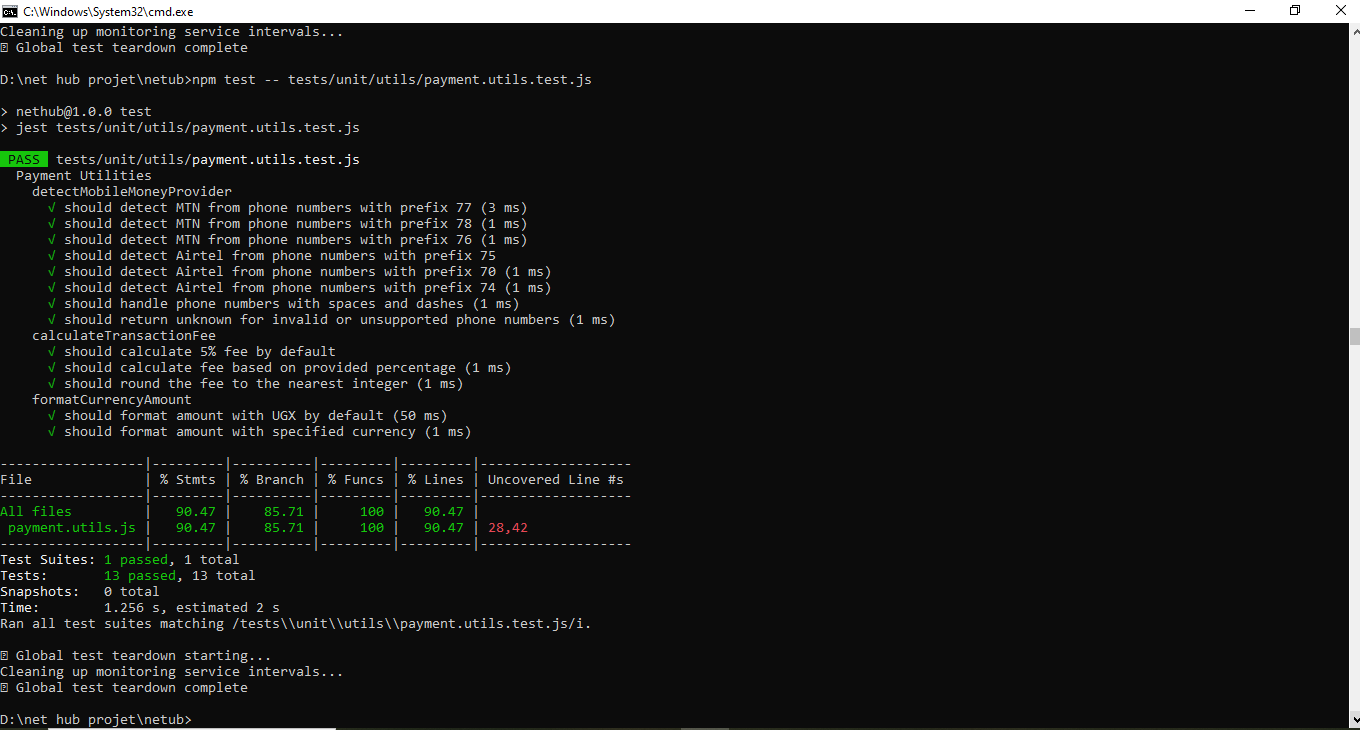 C:\Windows\System32\cmd.exe
Cleaning up monitoring service intervals...
Global test teardown complete
D:\net hub projet\netub>npm test -- tests/unit/utils/payment.utils.test.js
> nethub@1.0.0 test
> jest tests/unit/utils/payment.utils.test.js
PASS tests/unit/utils/payment.utils.test.js
Payment Utilities
detectMobileMoneyProvider
√ should detect MTN from phone numbers with prefix 77 (3 ms)
√ should detect MTN from phone numbers with prefix 78 (1 ms)
√ should detect MTN from phone numbers with prefix 76 (1 ms)
√ should detect Airtel from phone numbers with prefix 75
√ should detect Airtel from phone numbers with prefix 70 (1 ms)
√ should detect Airtel from phone numbers with prefix 74 (1 ms)
√ should handle phone numbers with spaces and dashes (1 ms)
√ should return unknown for invalid or unsupported phone numbers (1 ms)
calculateTransactionFee
√ should calculate 5% fee by default
√ should calculate fee based on provided percentage (1 ms)
√ should round the fee to the nearest integer (1 ms)
formatCurrencyAmount
√ should format amount with UGX by default (50 ms)
√ should format amount with specified currency (1 ms)
------------------|---------|----------|---------|---------|-------------------
File              | % Stmts | % Branch | % Funcs | % Lines | Uncovered Line #s
------------------|---------|----------|---------|---------|-------------------
All files         |   90.47 |    85.71 |     100 |   90.47 |
payment.utils.js |   90.47 |    85.71 |     100 |   90.47 | 28,42
------------------|---------|----------|---------|---------|-------------------
Test Suites: 1 passed, 1 total
Tests:       13 passed, 13 total
Snapshots:   0 total
Time:        1.256 s, estimated 2 s
Ran all test suites matching /tests\\unit\\utils\\payment.utils.test.js/i.
Global test teardown starting...
Cleaning up monitoring service intervals...
Global test teardown complete
D:\net hub projet\netub>